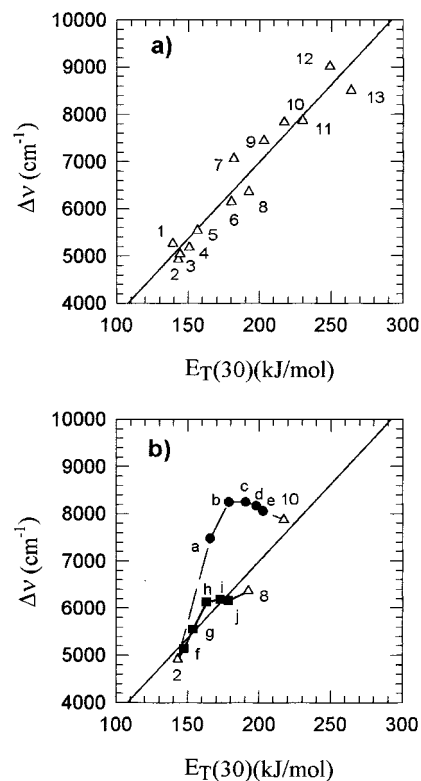 a)
10000
9000
8000
7000
6000
5000
4000
Δν (cm⁻¹)
12
13
10
11
9
7
8
6
5
4
1
3
2
100 150 200 250 300
E_T(30)(kJ/mol)
b)
10000
9000
8000
7000
6000
5000
4000
Δν (cm⁻¹)
b
c
d
e
10
a
h
i
8
j
g
f
2
100 150 200 250 300
E_T(30)(kJ/mol)